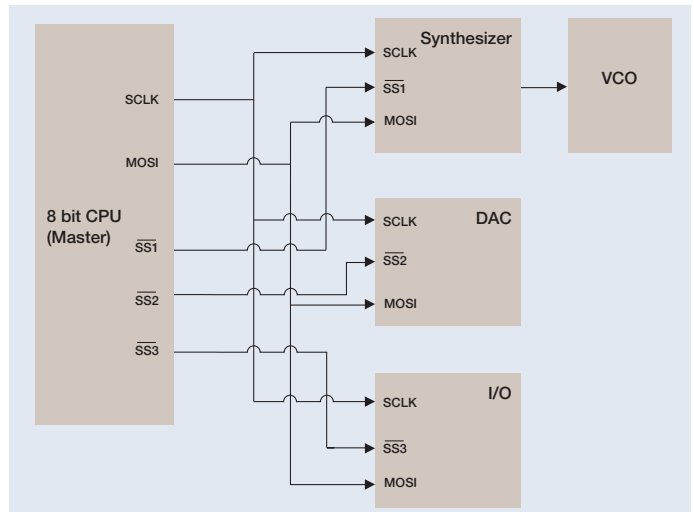 8 bit CPU
(Master)
SCLK
MOSI
SS1
SS2
SS3
Synthesizer
SCLK
SS1
MOSI
VCO
DAC
SCLK
SS2
MOSI
I/O
SCLK
SS3
MOSI